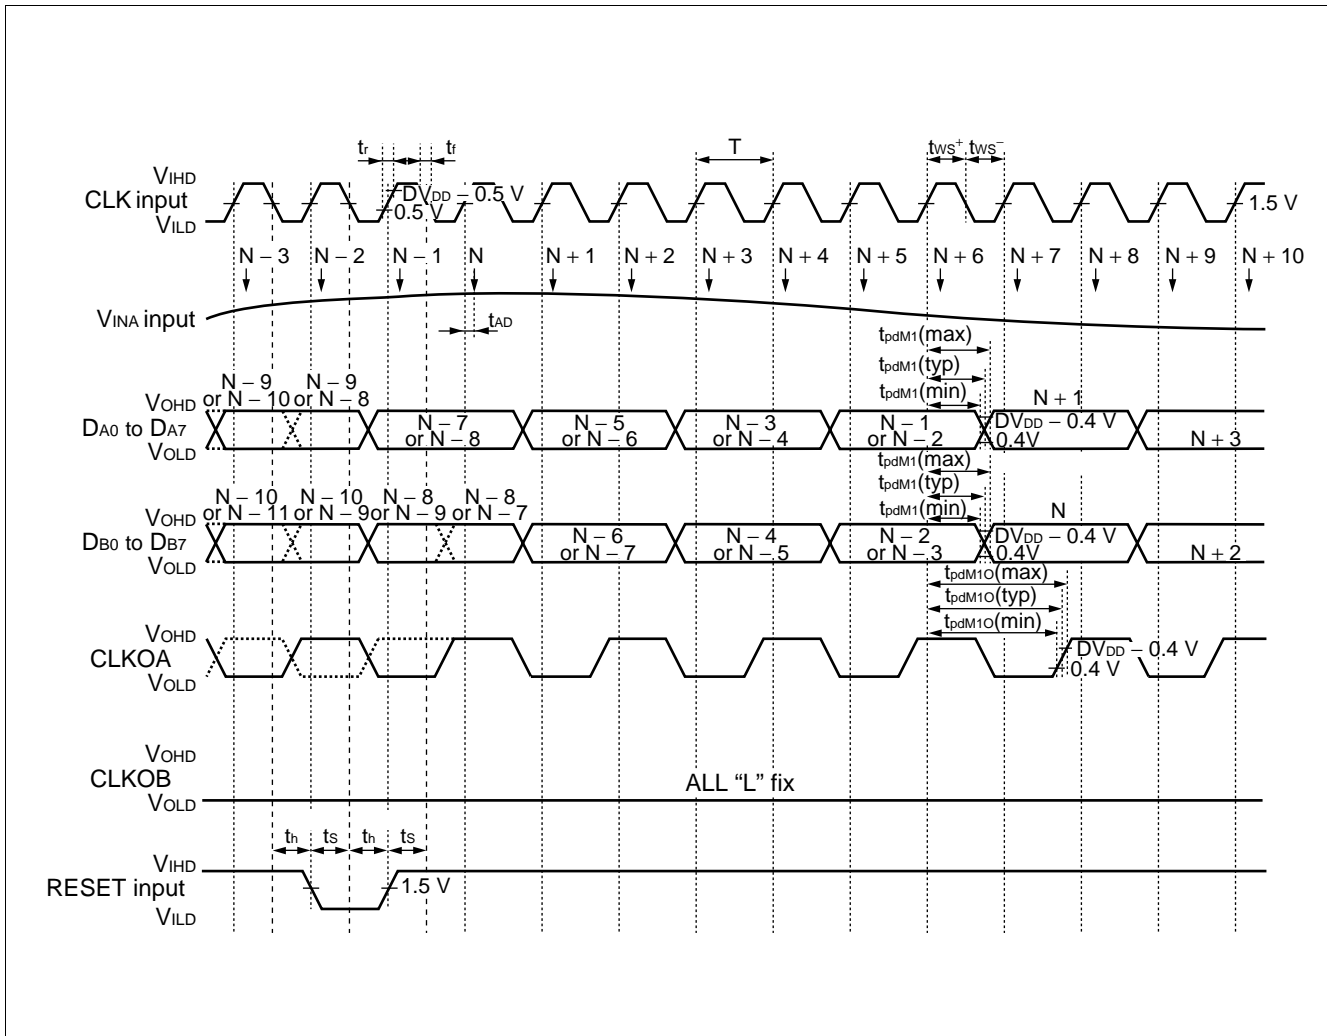 tr tf T tWS+ tWS−
VIHD
CLK input
VILD
DVDD − 0.5 V
0.5 V
1.5 V
N − 3 N − 2 N − 1 N N + 1 N + 2 N + 3 N + 4 N + 5 N + 6 N + 7 N + 8 N + 9 N + 10
VINA input
tAD
tpdM1(max)
tpdM1(typ)
tpdM1(min)
VOHD
DA0 to DA7
VOLD
N − 9
or N − 10
N − 9
or N − 8
N − 7
or N − 8
N − 5
or N − 6
N − 3
or N − 4
N − 1
or N − 2
N + 1
DVDD − 0.4 V
0.4V
N + 3
tpdM1(max)
tpdM1(typ)
tpdM1(min)
VOHD
DB0 to DB7
VOLD
N − 10
or N − 11
N − 10
or N − 9
N − 8
or N − 9
N − 8
or N − 7
N − 6
or N − 7
N − 4
or N − 5
N − 2
or N − 3
N
DVDD − 0.4 V
0.4V
N + 2
tpdM1O(max)
tpdM1O(typ)
tpdM1O(min)
VOHD
CLKOA
VOLD
DVDD − 0.4 V
0.4 V
VOHD
CLKOB
VOLD
ALL “L” fix
th tS th tS
VIHD
RESET input
VILD
1.5 V